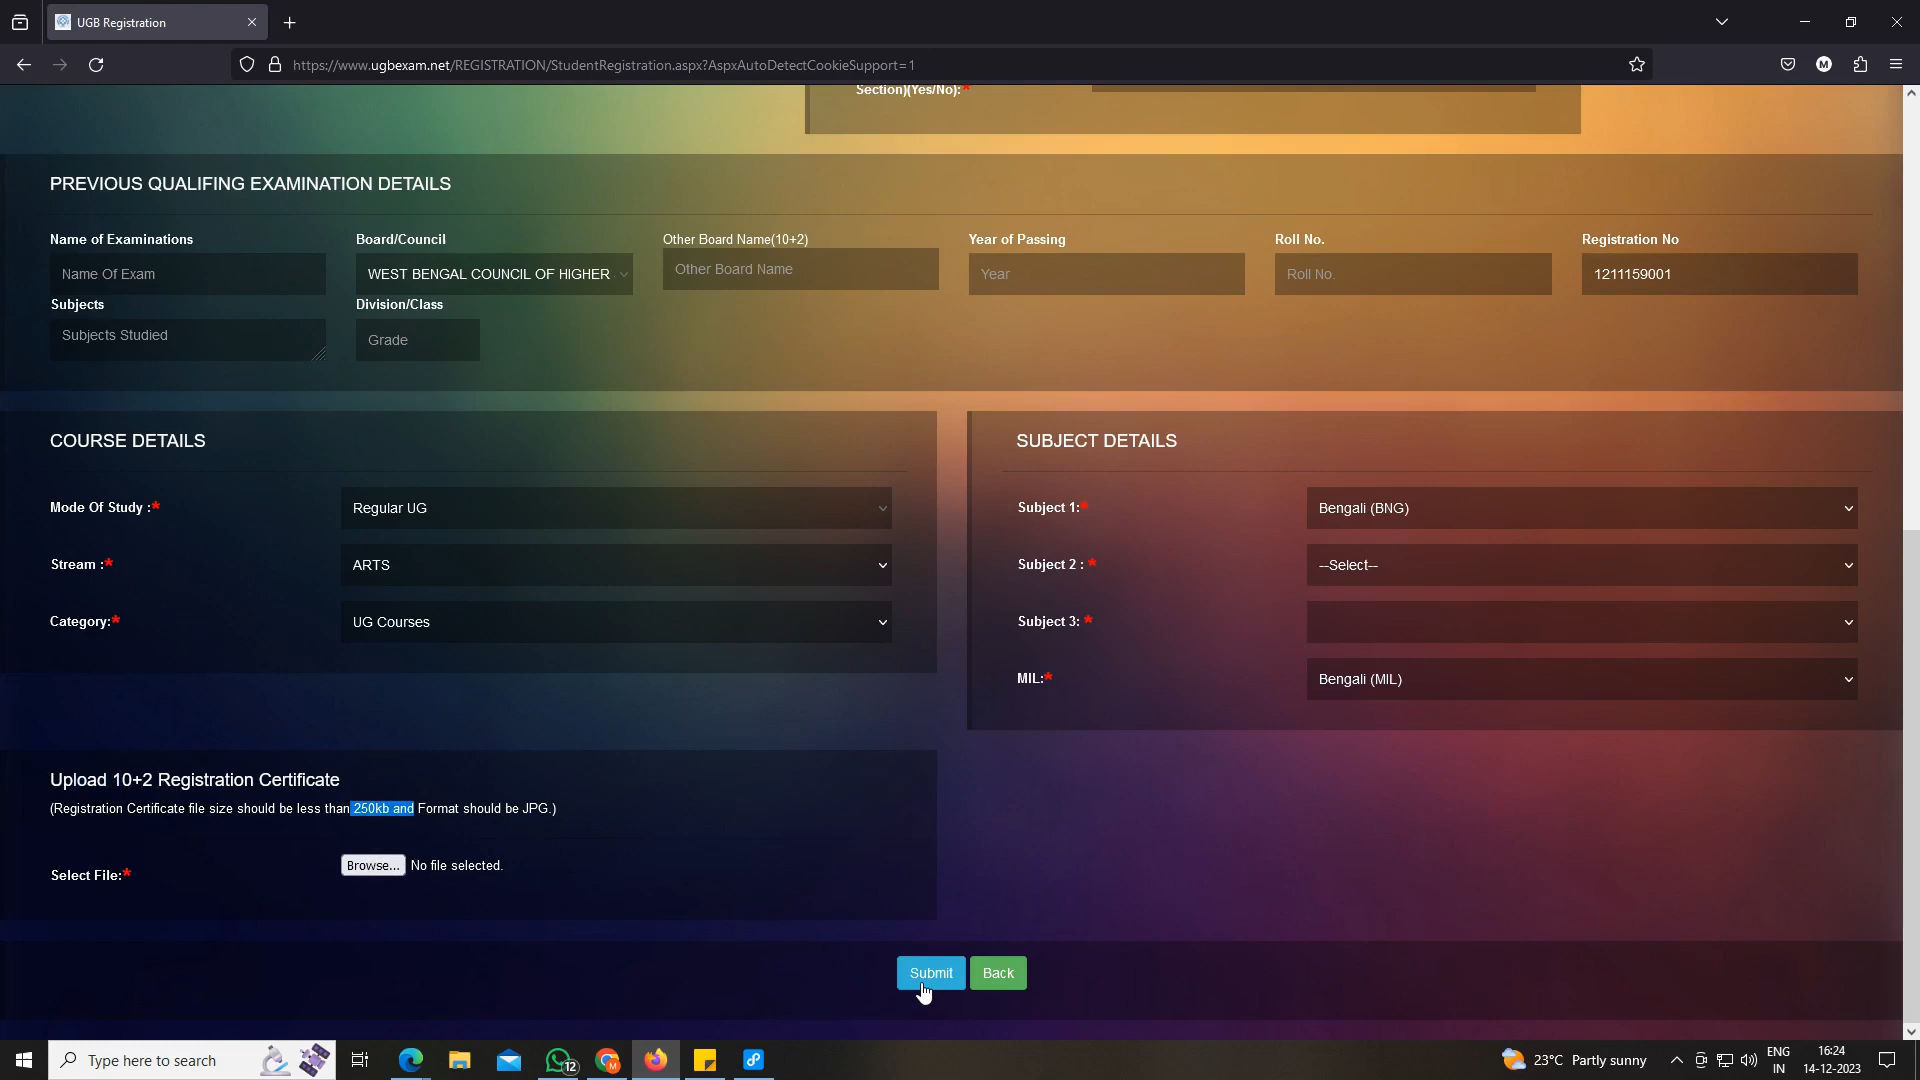 UGB Registration
https://www.ugbexam.net/REGISTRATION/StudentRegistration.aspx?AspxAutoDetectCookieSupport=1
M
Section)(Yes/No):*
PREVIOUS QUALIFING EXAMINATION DETAILS
Name of Examinations Board/Council Other Board Name(10+2) Year of Passing Roll No. Registration No
Name Of Exam WEST BENGAL COUNCIL OF HIGHER Other Board Name Year Roll No. 1211159001
Subjects Division/Class
Subjects Studied Grade
COURSE DETAILS
Mode Of Study :* Regular UG
Stream :* ARTS
Category:* UG Courses
SUBJECT DETAILS
Subject 1:* Bengali (BNG)
Subject 2 : * --Select--
Subject 3: *
MIL:* Bengali (MIL)
Upload 10+2 Registration Certificate
(Registration Certificate file size should be less than 250kb and Format should be JPG.)
Select File:* Browse... No file selected.
Submit Back
Type here to search
12
M
23°C Partly sunny
ENG
IN
16:24
14-12-2023